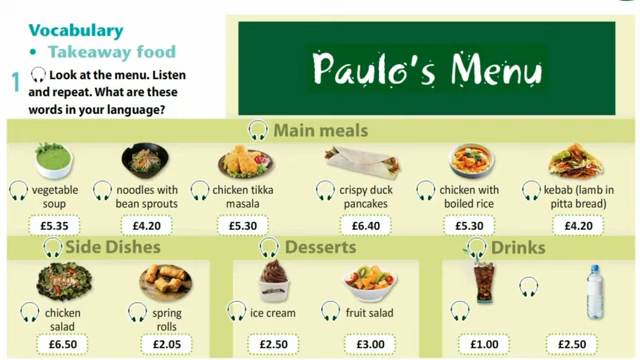 Vocabulary
• Takeaway food
1 Look at the menu. Listen
and repeat. What are these
words in your language?
Paulo's Menu
Main meals
vegetable
soup
£5.35
noodles with
bean sprouts
£4.20
chicken tikka
masala
£5.30
crispy duck
pancakes
£6.40
chicken with
boiled rice
£5.30
kebab (lamb in
pitta bread)
£4.20
Side Dishes
chicken
salad
£6.50
spring
rolls
£2.05
Desserts
ice cream
£2.50
fruit salad
£3.00
Drinks
£1.00
£2.50